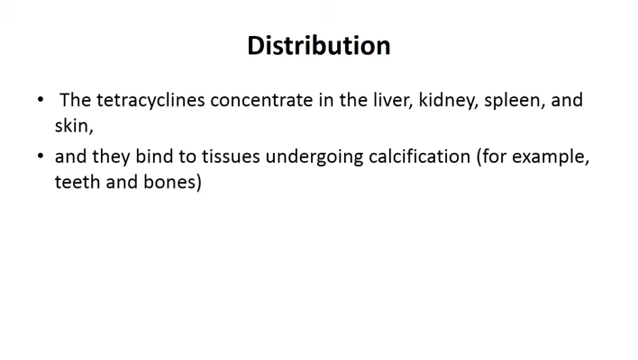 Distribution
• The tetracyclines concentrate in the liver, kidney, spleen, and
skin,
• and they bind to tissues undergoing calcification (for example,
teeth and bones)